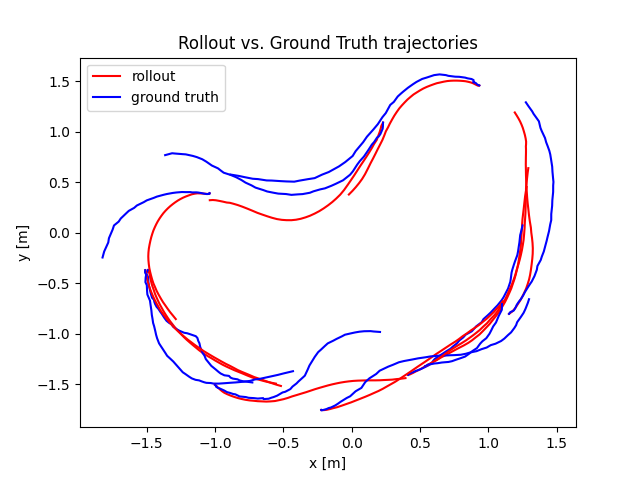 Rollout vs. Ground Truth trajectories
rollout
ground truth
1.5
1.0
0.5
0.0
−0.5
−1.0
−1.5
y [m]
−1.5 −1.0 −0.5 0.0 0.5 1.0 1.5
x [m]